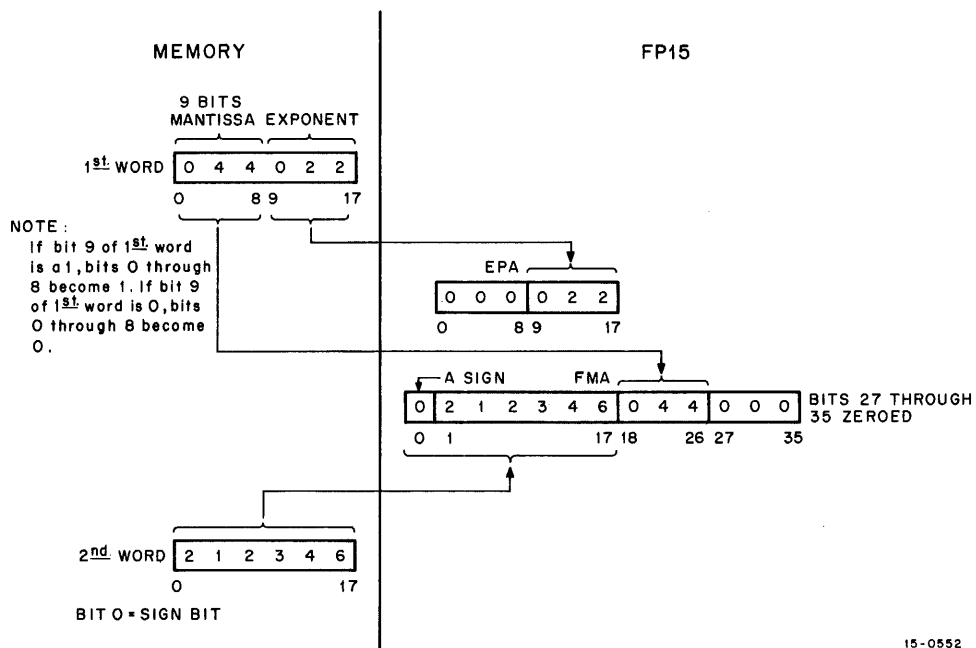 MEMORY
FP15
9 BITS
MANTISSA EXPONENT
1st. WORD 0 4 4 0 2 2
0 8 9 17
NOTE:
If bit 9 of 1st. word
is a 1, bits 0 through
8 become 1. If bit 9
of 1st. word is 0, bits
0 through 8 become
0.
EPA
0 0 0 0 2 2
0 8 9 17
A SIGN FMA
0 2 1 2 3 4 6 0 4 4 0 0 0
BITS 27 THROUGH
35 ZEROED
0 1 17 18 26 27 35
2nd. WORD 2 1 2 3 4 6
0 17
BIT 0 = SIGN BIT
15-0552